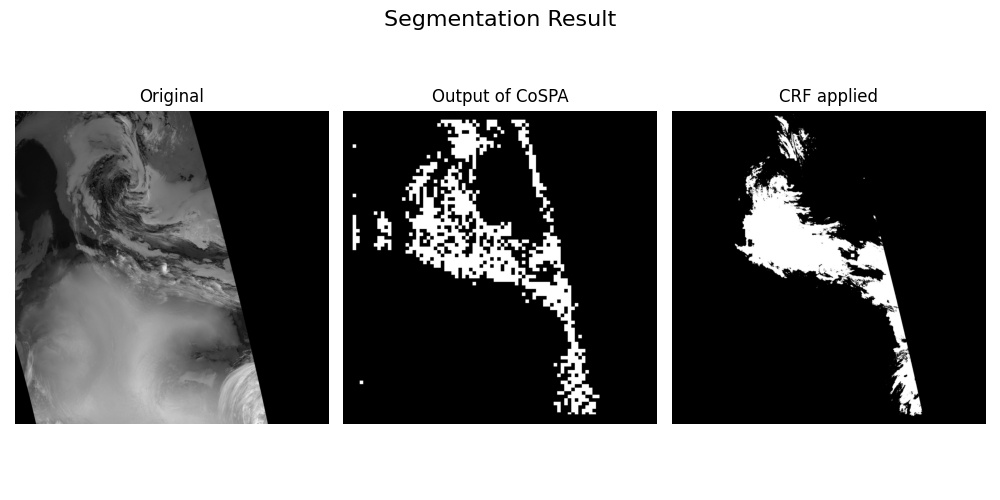 Segmentation Result
Original
Output of CoSPA
CRF applied